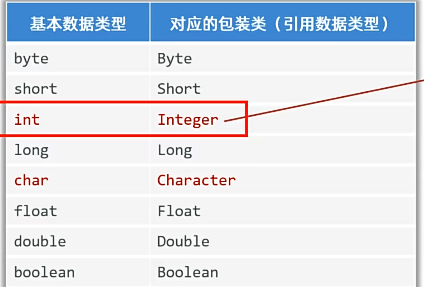 基本数据类型 对应的包装类（引用数据类型）
byte Byte
short Short
int Integer
long Long
char Character
float Float
double Double
boolean Boolean